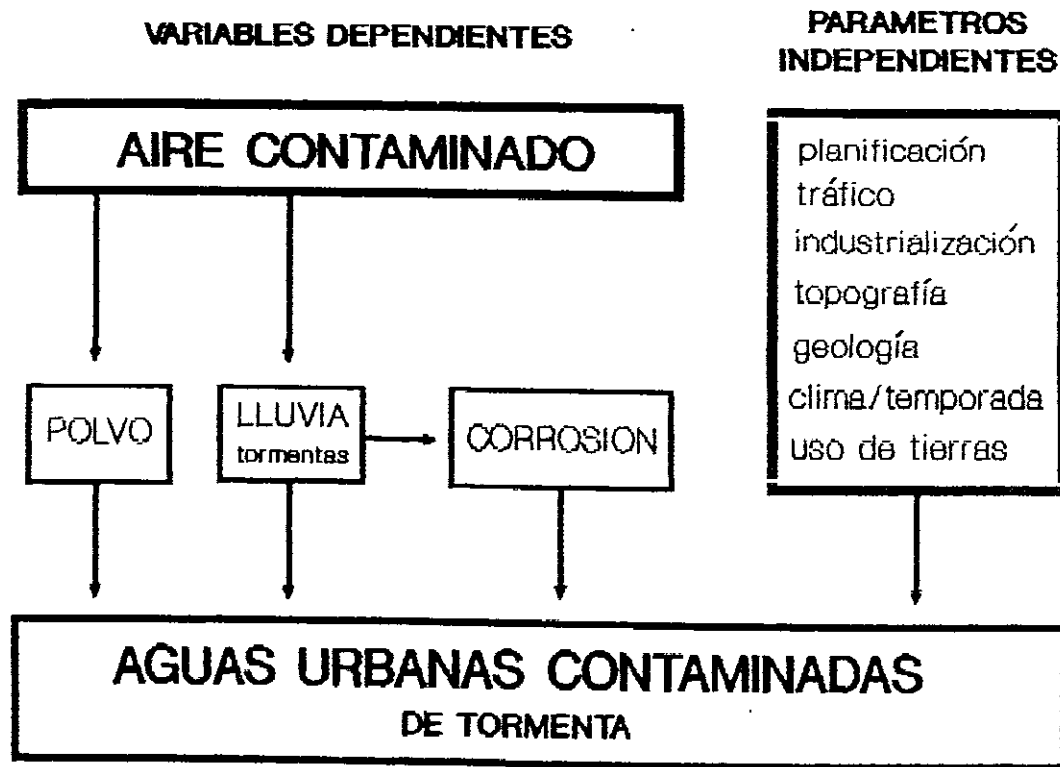 VARIABLES DEPENDIENTES
PARAMETROS
INDEPENDIENTES
AIRE CONTAMINADO
planificación
tráfico
industrialización
topografía
geología
clima/temporada
uso de tierras
POLVO
LLUVIA
tormentas
CORROSION
AGUAS URBANAS CONTAMINADAS
DE TORMENTA